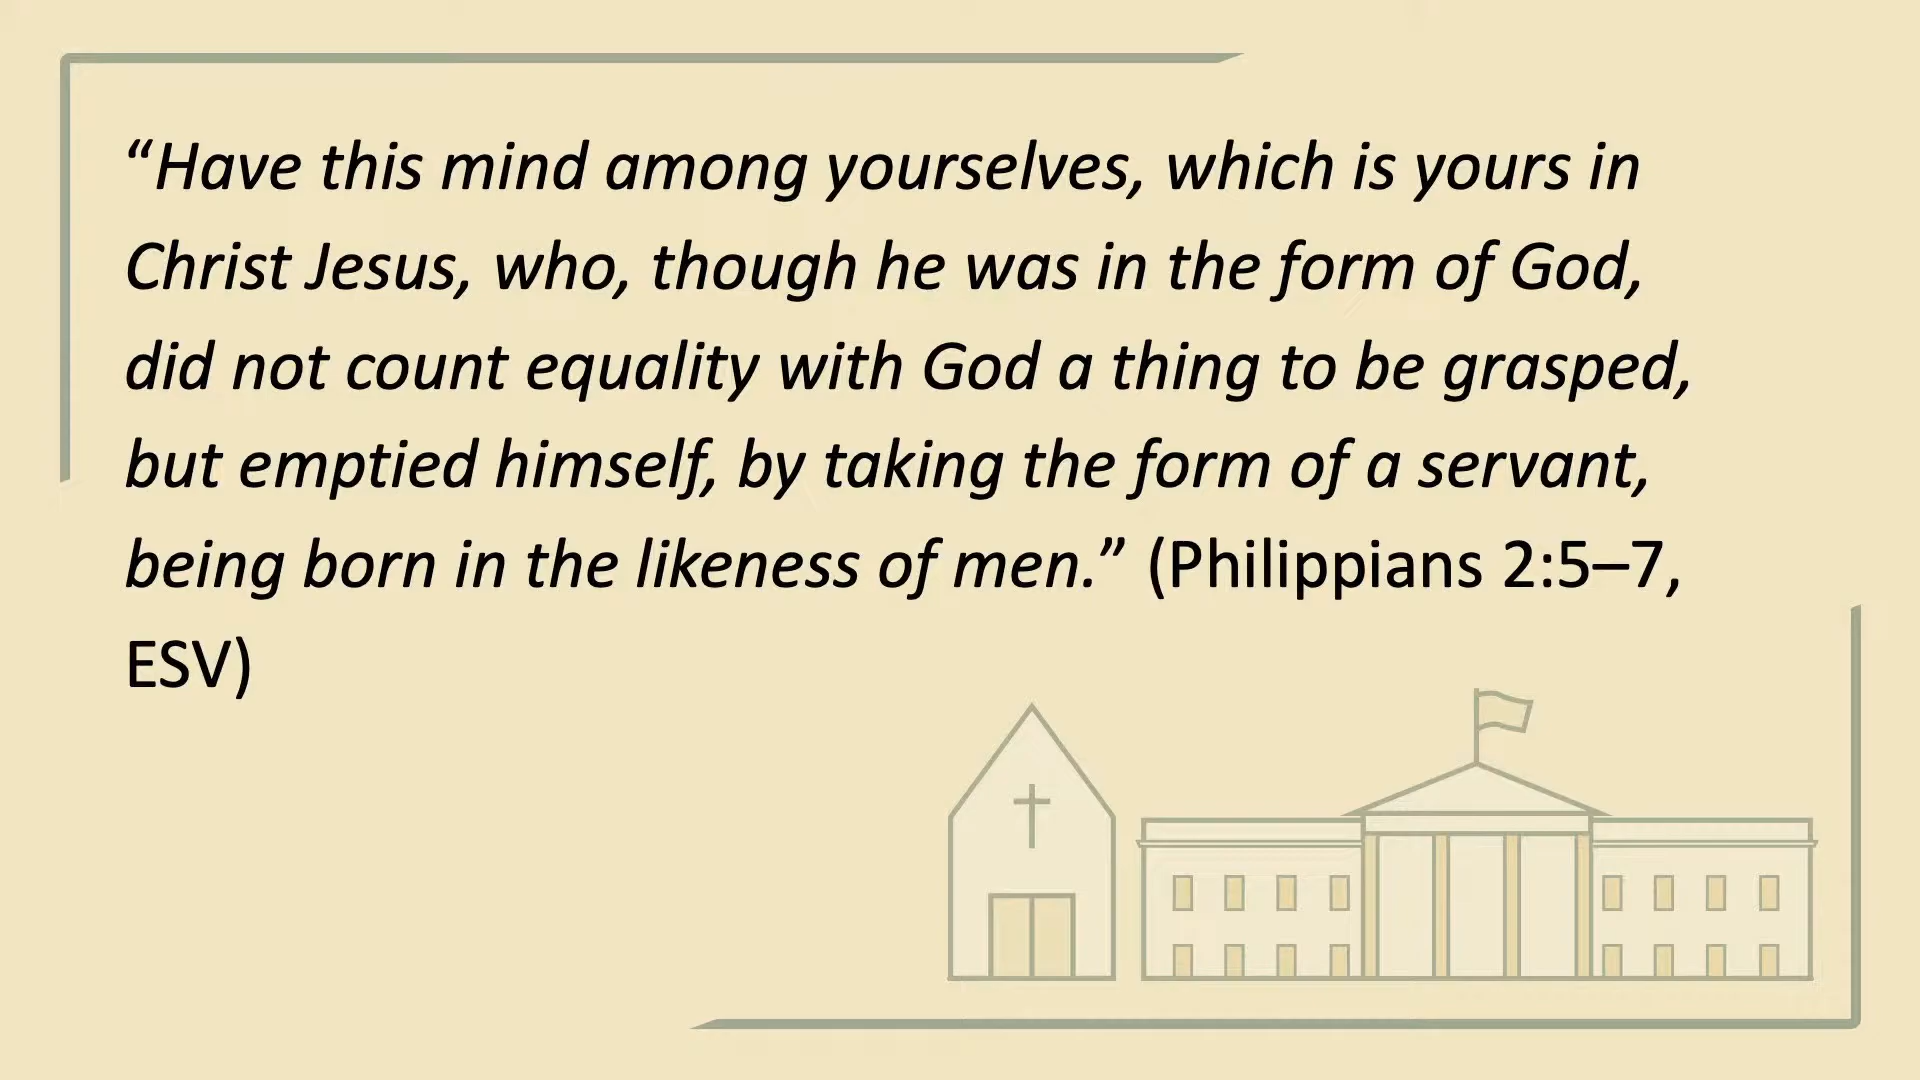 “Have this mind among yourselves, which is yours in
Christ Jesus, who, though he was in the form of God,
did not count equality with God a thing to be grasped,
but emptied himself, by taking the form of a servant,
being born in the likeness of men.” (Philippians 2:5–7,
ESV)